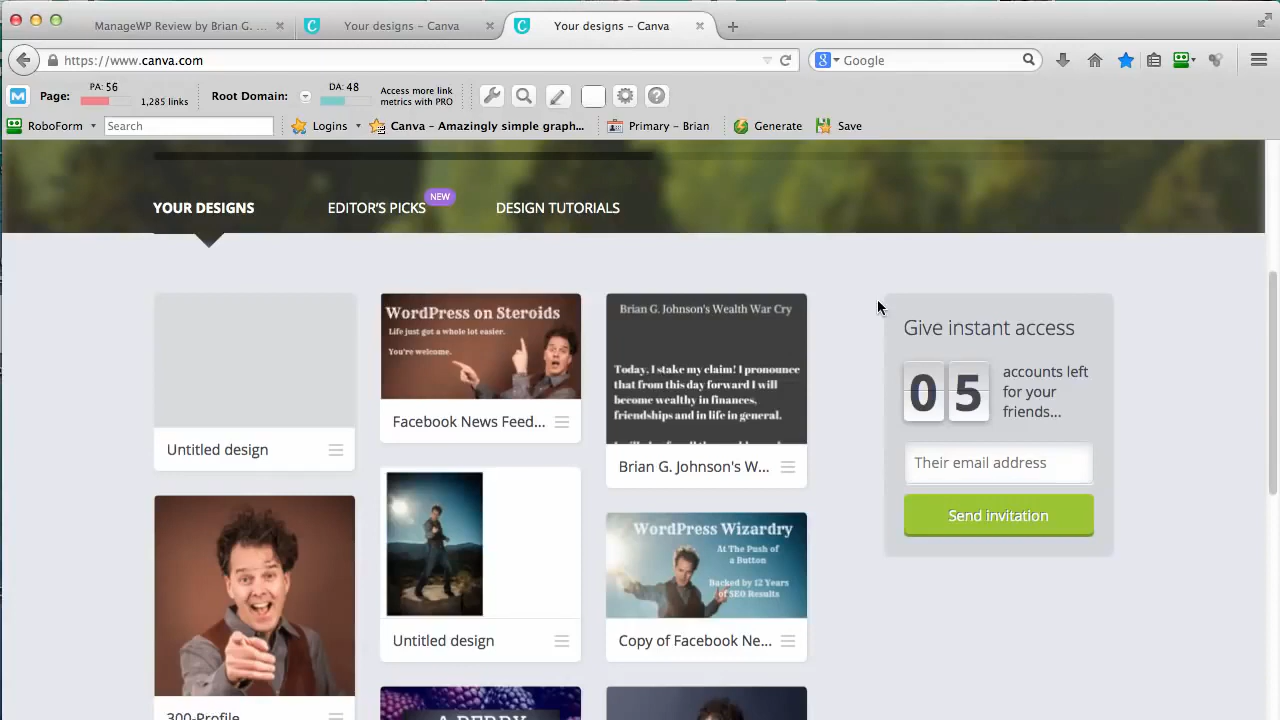 ManageWP Review by Brian G. ...
Your designs – Canva
Your designs – Canva
https://www.canva.com
Google
Page:
PA: 56
1,285 links
Root Domain:
DA: 48
Access more link
metrics with PRO
RoboForm
Search
Logins
Canva – Amazingly simple graph...
Primary – Brian
Generate
Save
YOUR DESIGNS
EDITOR'S PICKS
NEW
DESIGN TUTORIALS
Untitled design
300-Profile
WordPress on Steroids
Life just got a whole lot easier.
You're welcome.
Facebook News Feed...
Untitled design
A BERRY
Brian G. Johnson's Wealth War Cry
Today, I stake my claim! I pronounce
that from this day forward I will
become wealthy in finances,
friendships and in life in general.
Brian G. Johnson's W...
WordPress Wizardry
At The Push of
a Button
Backed by 12 Years
of SEO Results
Copy of Facebook Ne...
Give instant access
05
accounts left
for your
friends...
Their email address
Send invitation